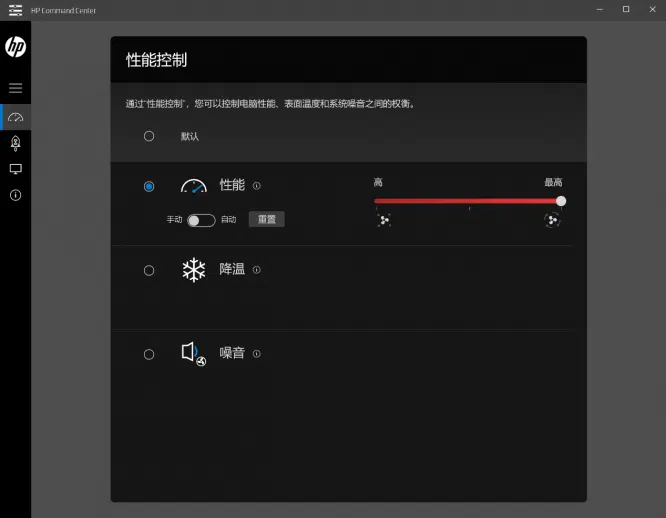 HP Command Center
hp
性能控制
通过“性能控制”，您可以控制电脑性能、表面温度和系统噪音之间的权衡。
默认
性能
高
最高
手动
自动
重置
降温
噪音